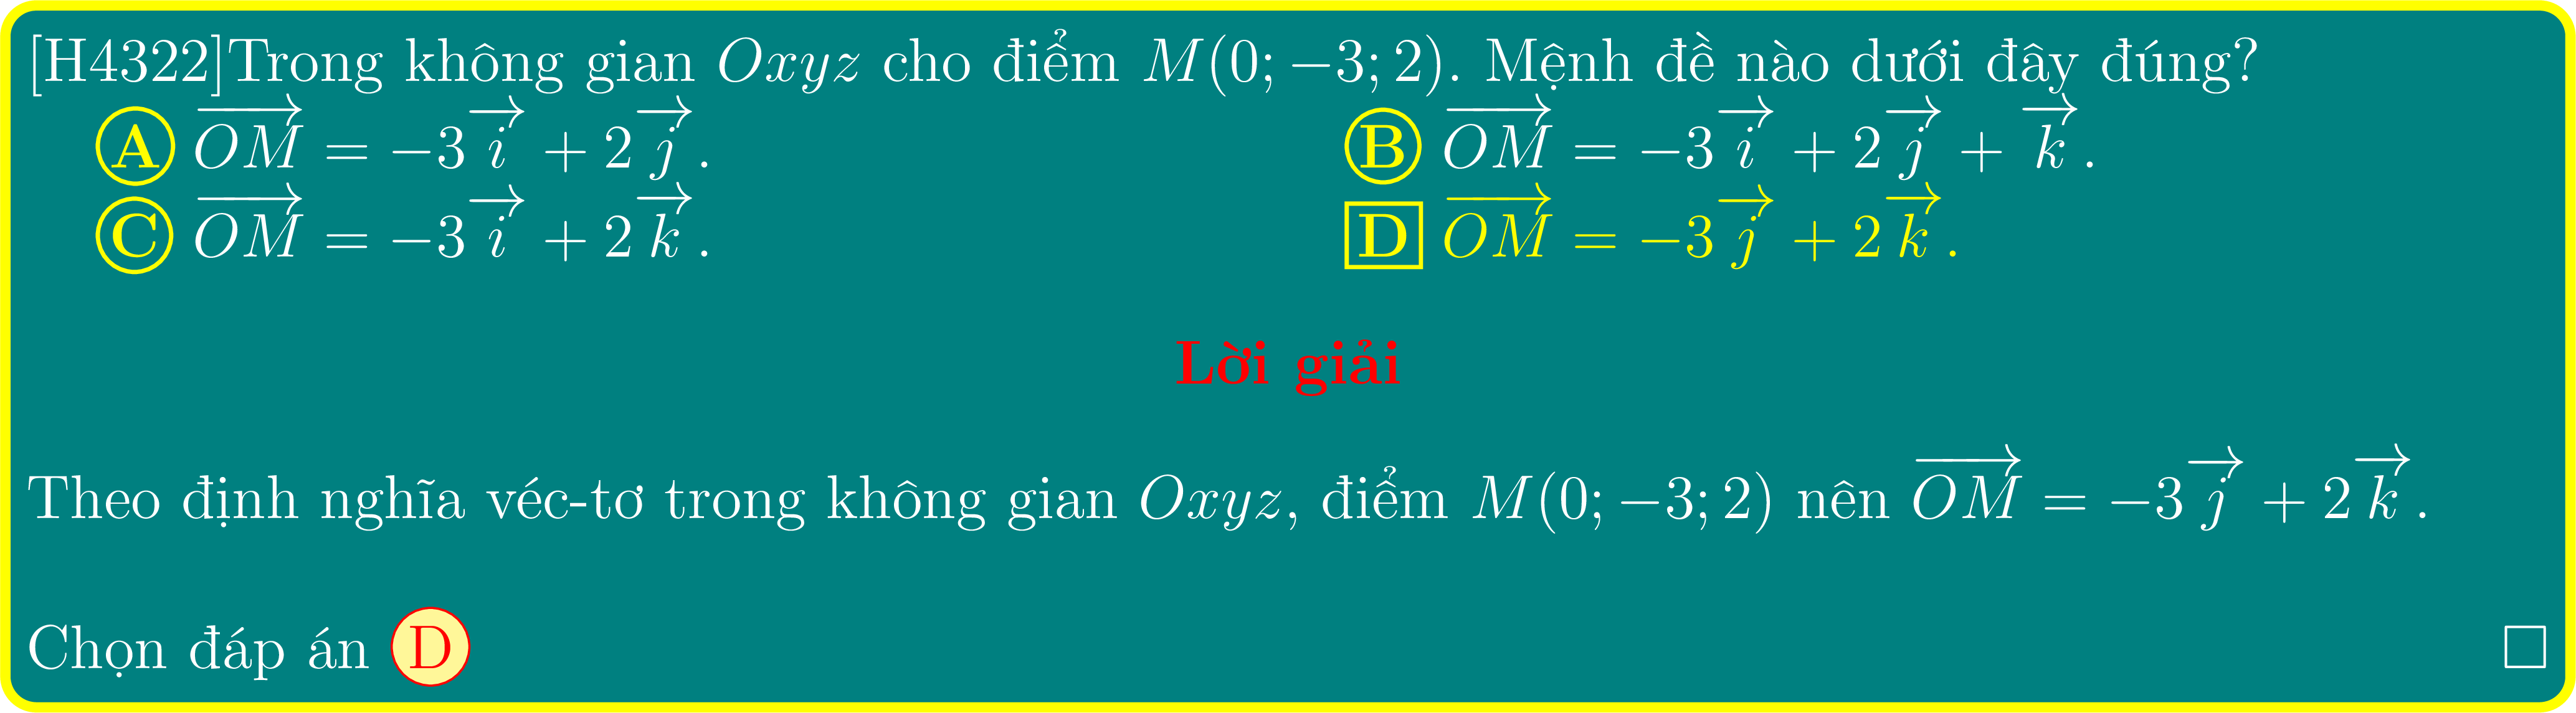 [H4322]Trong không gian $Oxyz$ cho điểm $M(0;-3;2)$. Mệnh đề nào dưới đây đúng?
A $\overrightarrow{OM} = -3\overrightarrow{i} + 2\overrightarrow{j}$. B $\overrightarrow{OM} = -3\overrightarrow{i} + 2\overrightarrow{j} + \overrightarrow{k}$.
C $\overrightarrow{OM} = -3\overrightarrow{i} + 2\overrightarrow{k}$. D $\overrightarrow{OM} = -3\overrightarrow{j} + 2\overrightarrow{k}$.
Lời giải
Theo định nghĩa véc-tơ trong không gian $Oxyz$, điểm $M(0;-3;2)$ nên $\overrightarrow{OM} = -3\overrightarrow{j} + 2\overrightarrow{k}$.
Chọn đáp án D □